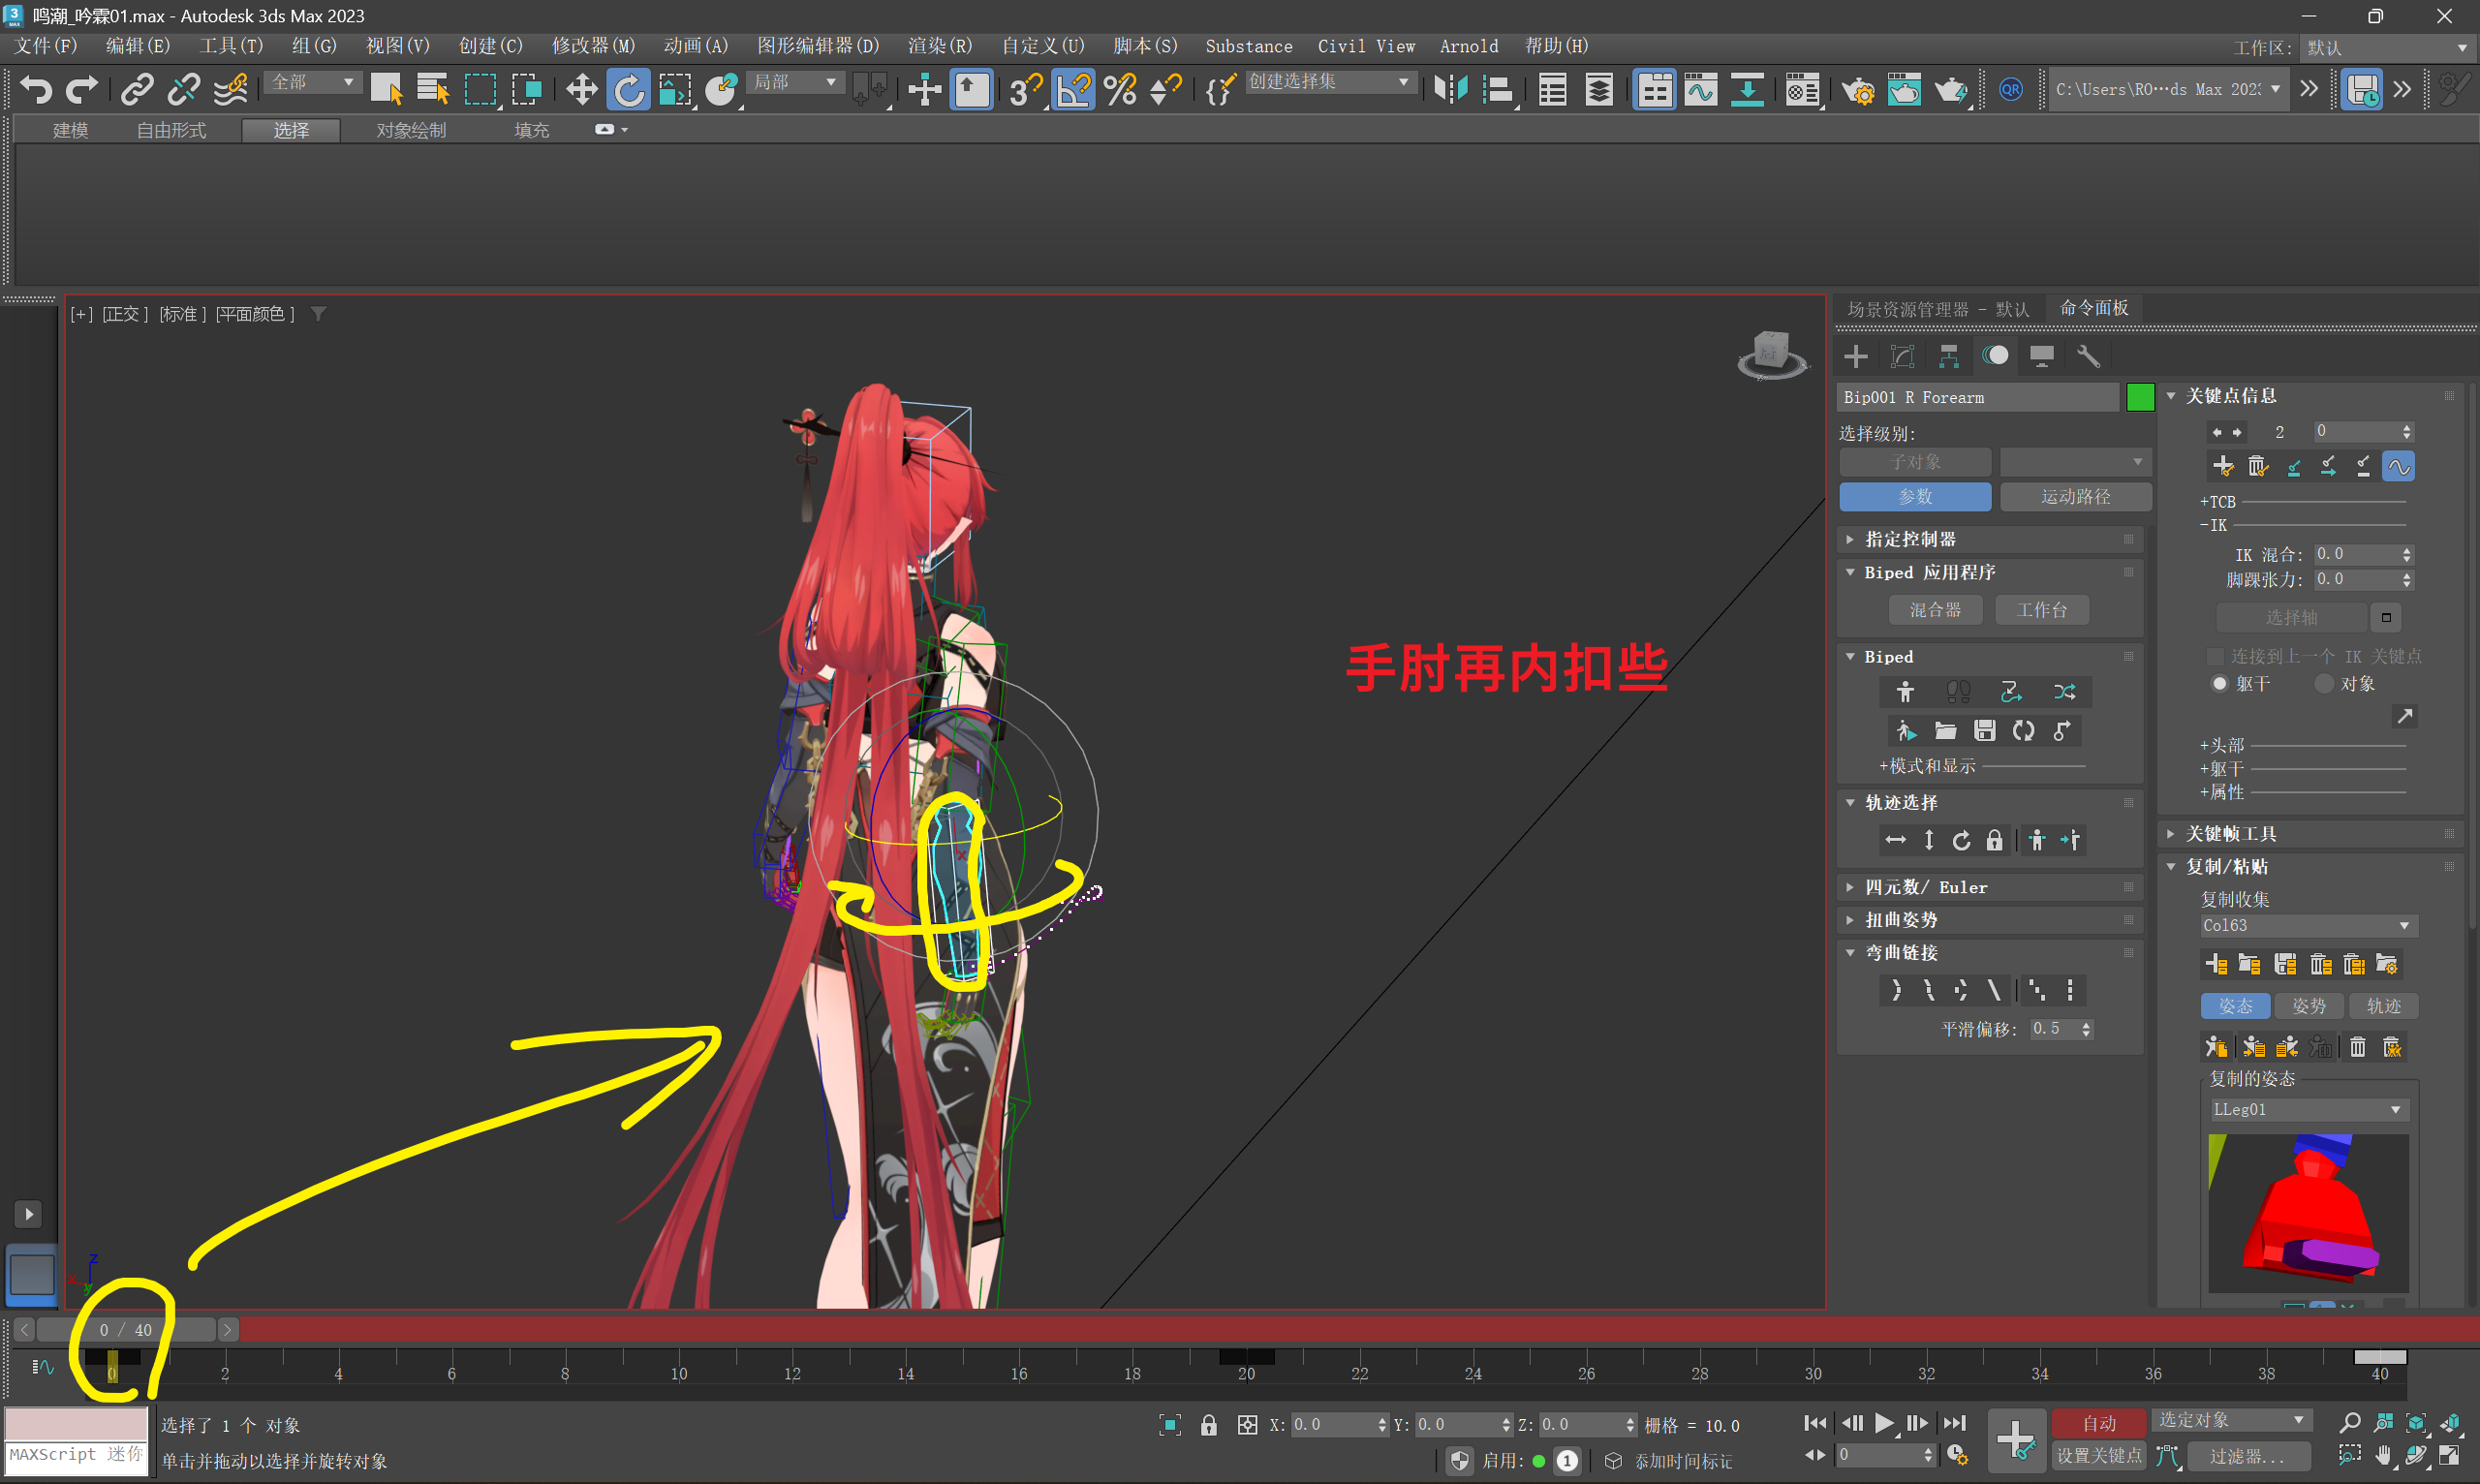 鸣潮_吟霖01.max - Autodesk 3ds Max 2023
文件(F) 编辑(E) 工具(T) 组(G) 视图(V) 创建(C) 修改器(M) 动画(A) 图形编辑器(D) 渲染(R) 自定义(U) 脚本(S) Substance Civil View Arnold 帮助(H)
工作区: 默认
全部 局部 创建选择集 QR C:\Users\RO···ds Max 202
建模 自由形式 选择 对象绘制 填充
[+] [正交] [标准] [平面颜色]
手肘再内扣些
场景资源管理器 - 默认 命令面板
Bip001 R Forearm
选择级别:
子对象
参数 运动路径
指定控制器
Biped 应用程序
混合器 工作台
Biped
+模式和显示
轨迹选择
四元数/ Euler
扭曲姿势
弯曲链接
平滑偏移: 0.5
关键点信息
2 0
+TCB
-IK
IK 混合: 0.0
脚踝张力: 0.0
选择轴
连接到上一个 IK 关键点
躯干 对象
+头部
+躯干
+属性
关键帧工具
复制/粘贴
复制收集
Col63
姿态 姿势 轨迹
复制的姿态
LLeg01
z
x
y
0 / 40
0 2 4 6 8 10 12 14 16 18 20 22 24 26 28 30 32 34 36 38 40
选择了 1 个 对象
X: 0.0 Y: 0.0 Z: 0.0 栅格 = 10.0
自动 选定对象
MAXScript 迷你
单击并拖动以选择并旋转对象
启用: 1 添加时间标记
0
设置关键点 过滤器...